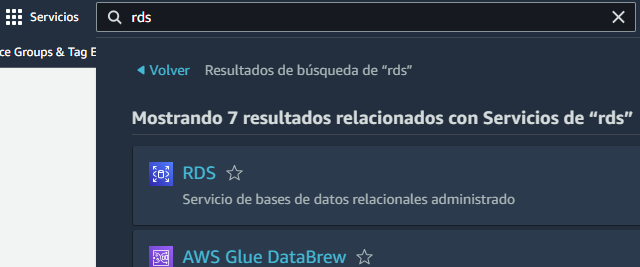 Servicios
rds
ce Groups & Tag E
Volver Resultados de búsqueda de “rds”
Mostrando 7 resultados relacionados con Servicios de “rds”
RDS
Servicio de bases de datos relacionales administrado
AWS Glue DataBrew